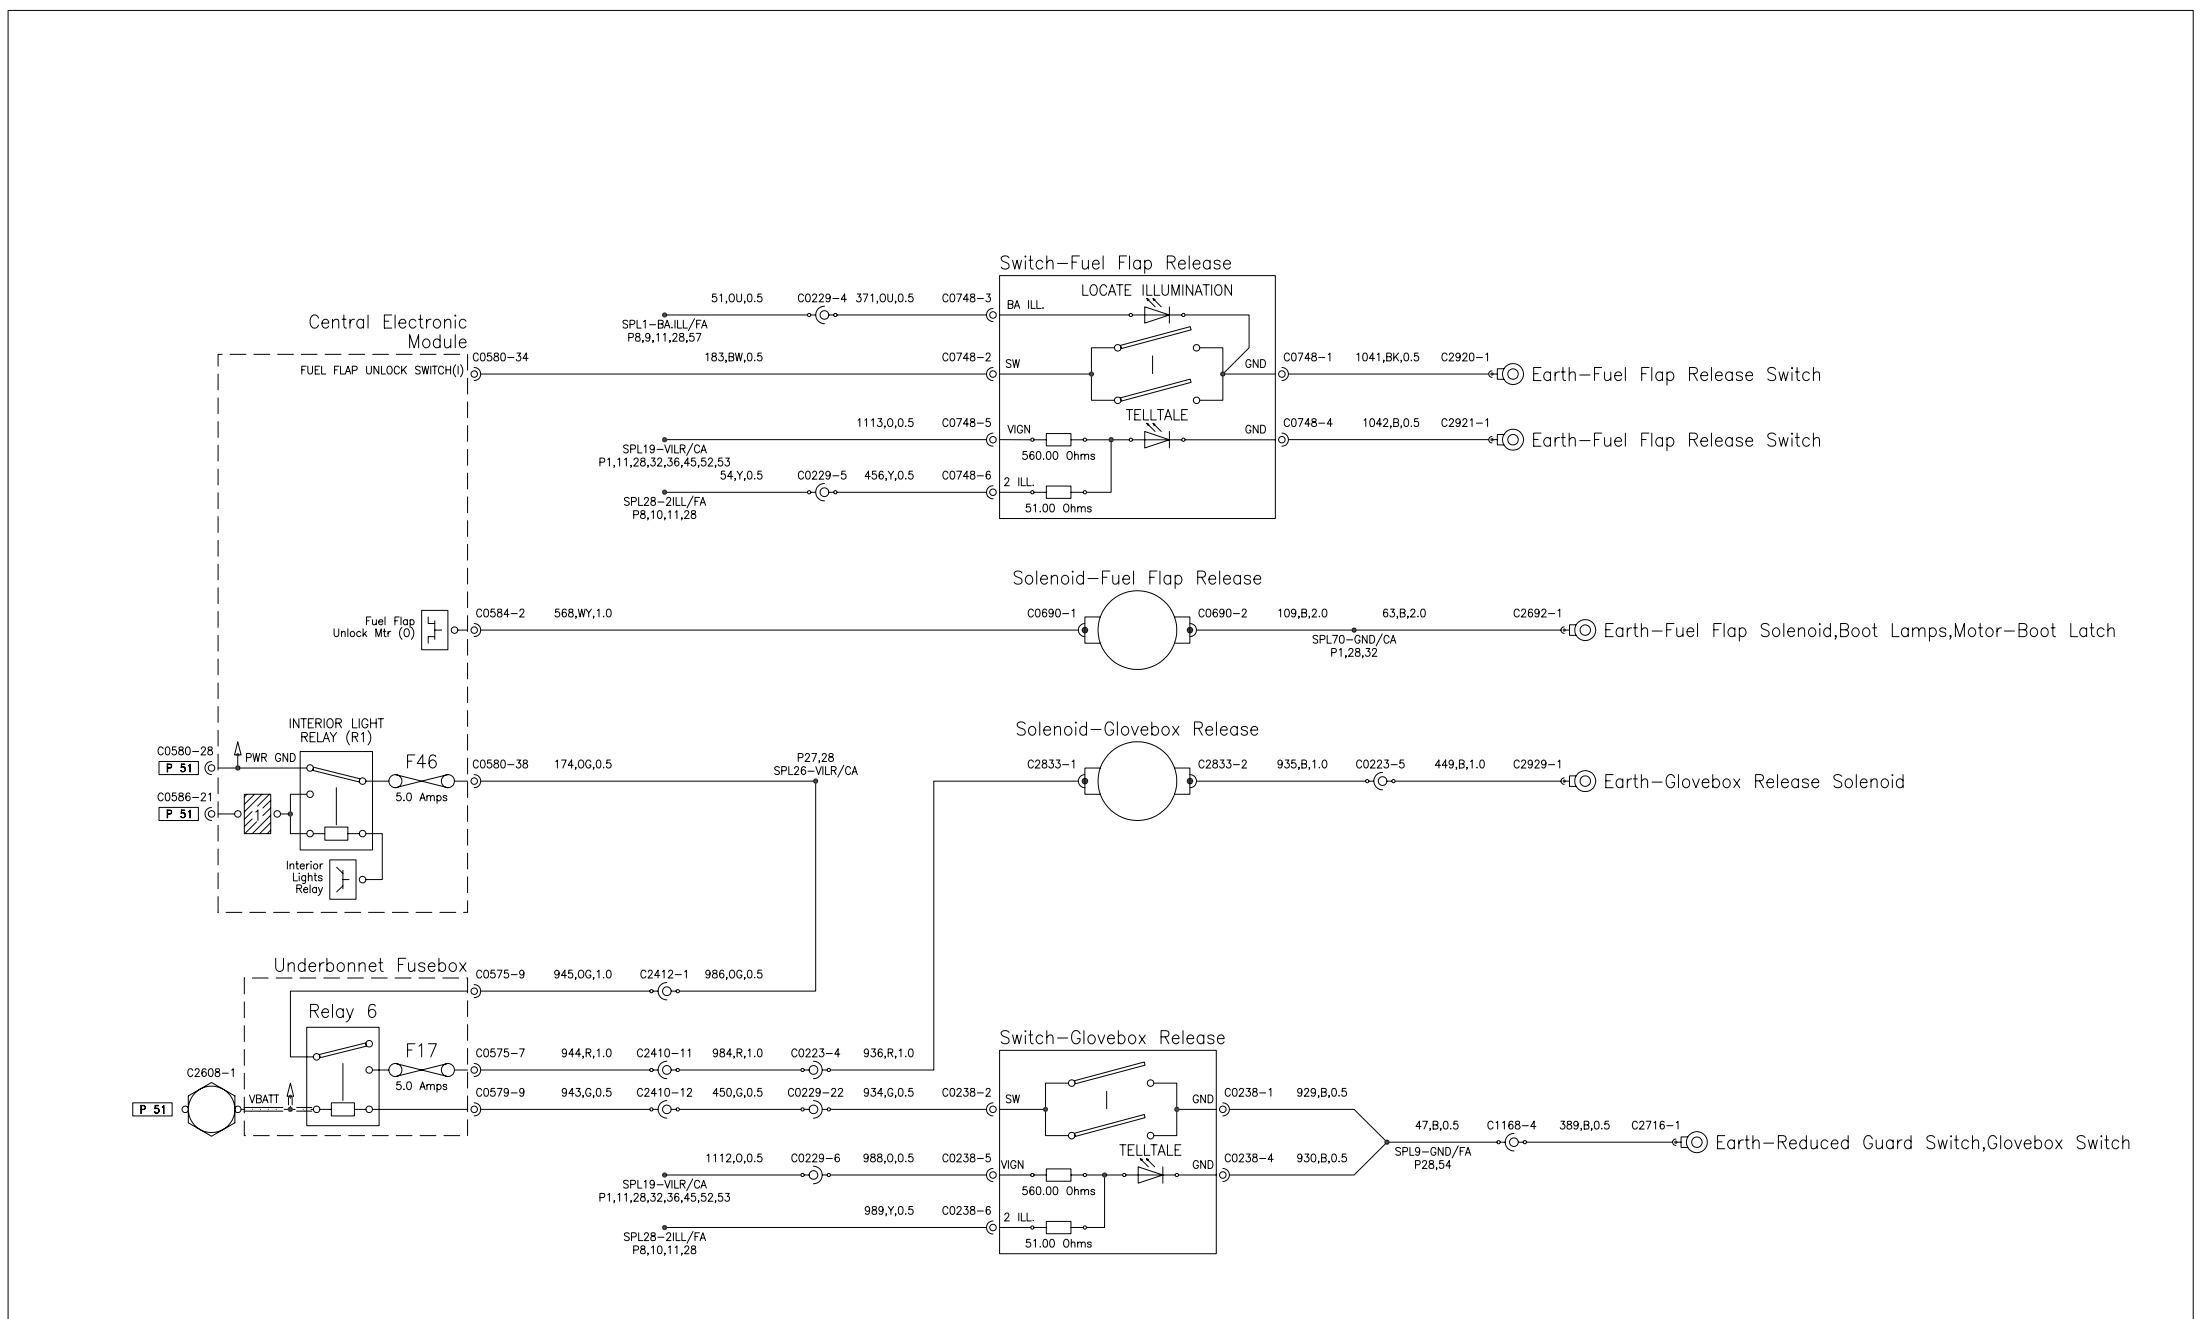 Switch-Fuel Flap Release
LOCATE ILLUMINATION
51,OU,0.5 C0229-4 371,OU,0.5 C0748-3
BA ILL.
SPL1-BA.ILL/FA
P8,9,11,28,57
Central Electronic
Module
C0580-34 183,BW,0.5 C0748-2
FUEL FLAP UNLOCK SWITCH(I)
SW
GND
C0748-1 1041,BK,0.5 C2920-1
Earth-Fuel Flap Release Switch
TELLTALE
1113,O,0.5 C0748-5
VIGN
GND
C0748-4 1042,B,0.5 C2921-1
Earth-Fuel Flap Release Switch
SPL19-VILR/CA
P1,11,28,32,36,45,52,53
560.00 Ohms
54,Y,0.5 C0229-5 456,Y,0.5 C0748-6
2 ILL.
SPL28-2ILL/FA
P8,10,11,28
51.00 Ohms
Solenoid-Fuel Flap Release
Fuel Flap
Unlock Mtr (O)
C0584-2 568,WY,1.0 C0690-1
C0690-2 109,B,2.0 63,B,2.0 C2692-1
SPL70-GND/CA
P1,28,32
Earth-Fuel Flap Solenoid,Boot Lamps,Motor-Boot Latch
INTERIOR LIGHT
RELAY (R1)
C0580-28
P 51
PWR GND
F46
5.0 Amps
C0580-38 174,OG,0.5
P27,28
SPL26-VILR/CA
Solenoid-Glovebox Release
C2833-1
C2833-2 935,B,1.0 C0223-5 449,B,1.0 C2929-1
Earth-Glovebox Release Solenoid
C0586-21
P 51
1
Interior
Lights
Relay
Underbonnet Fusebox
C0575-9 945,OG,1.0 C2412-1 986,OG,0.5
Relay 6
F17
5.0 Amps
C0575-7 944,R,1.0 C2410-11 984,R,1.0 C0223-4 936,R,1.0
C2608-1
P 51
VBATT
C0579-9 943,G,0.5 C2410-12 450,G,0.5 C0229-22 934,G,0.5 C0238-2
Switch-Glovebox Release
SW
GND
C0238-1 929,B,0.5
TELLTALE
47,B,0.5 C1168-4 389,B,0.5 C2716-1
SPL9-GND/FA
P28,54
Earth-Reduced Guard Switch,Glovebox Switch
1112,O,0.5 C0229-6 988,O,0.5 C0238-5
VIGN
GND
C0238-4 930,B,0.5
SPL19-VILR/CA
P1,11,28,32,36,45,52,53
560.00 Ohms
989,Y,0.5 C0238-6
2 ILL.
SPL28-2ILL/FA
P8,10,11,28
51.00 Ohms